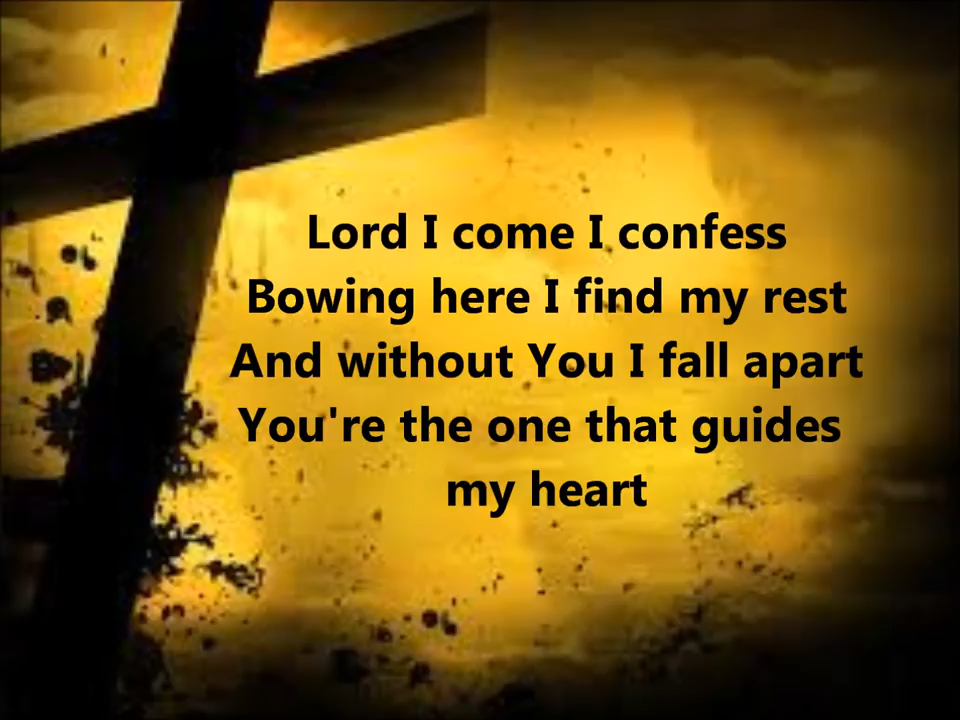 Lord I come I confess
Bowing here I find my rest
And without You I fall apart
You're the one that guides
my heart